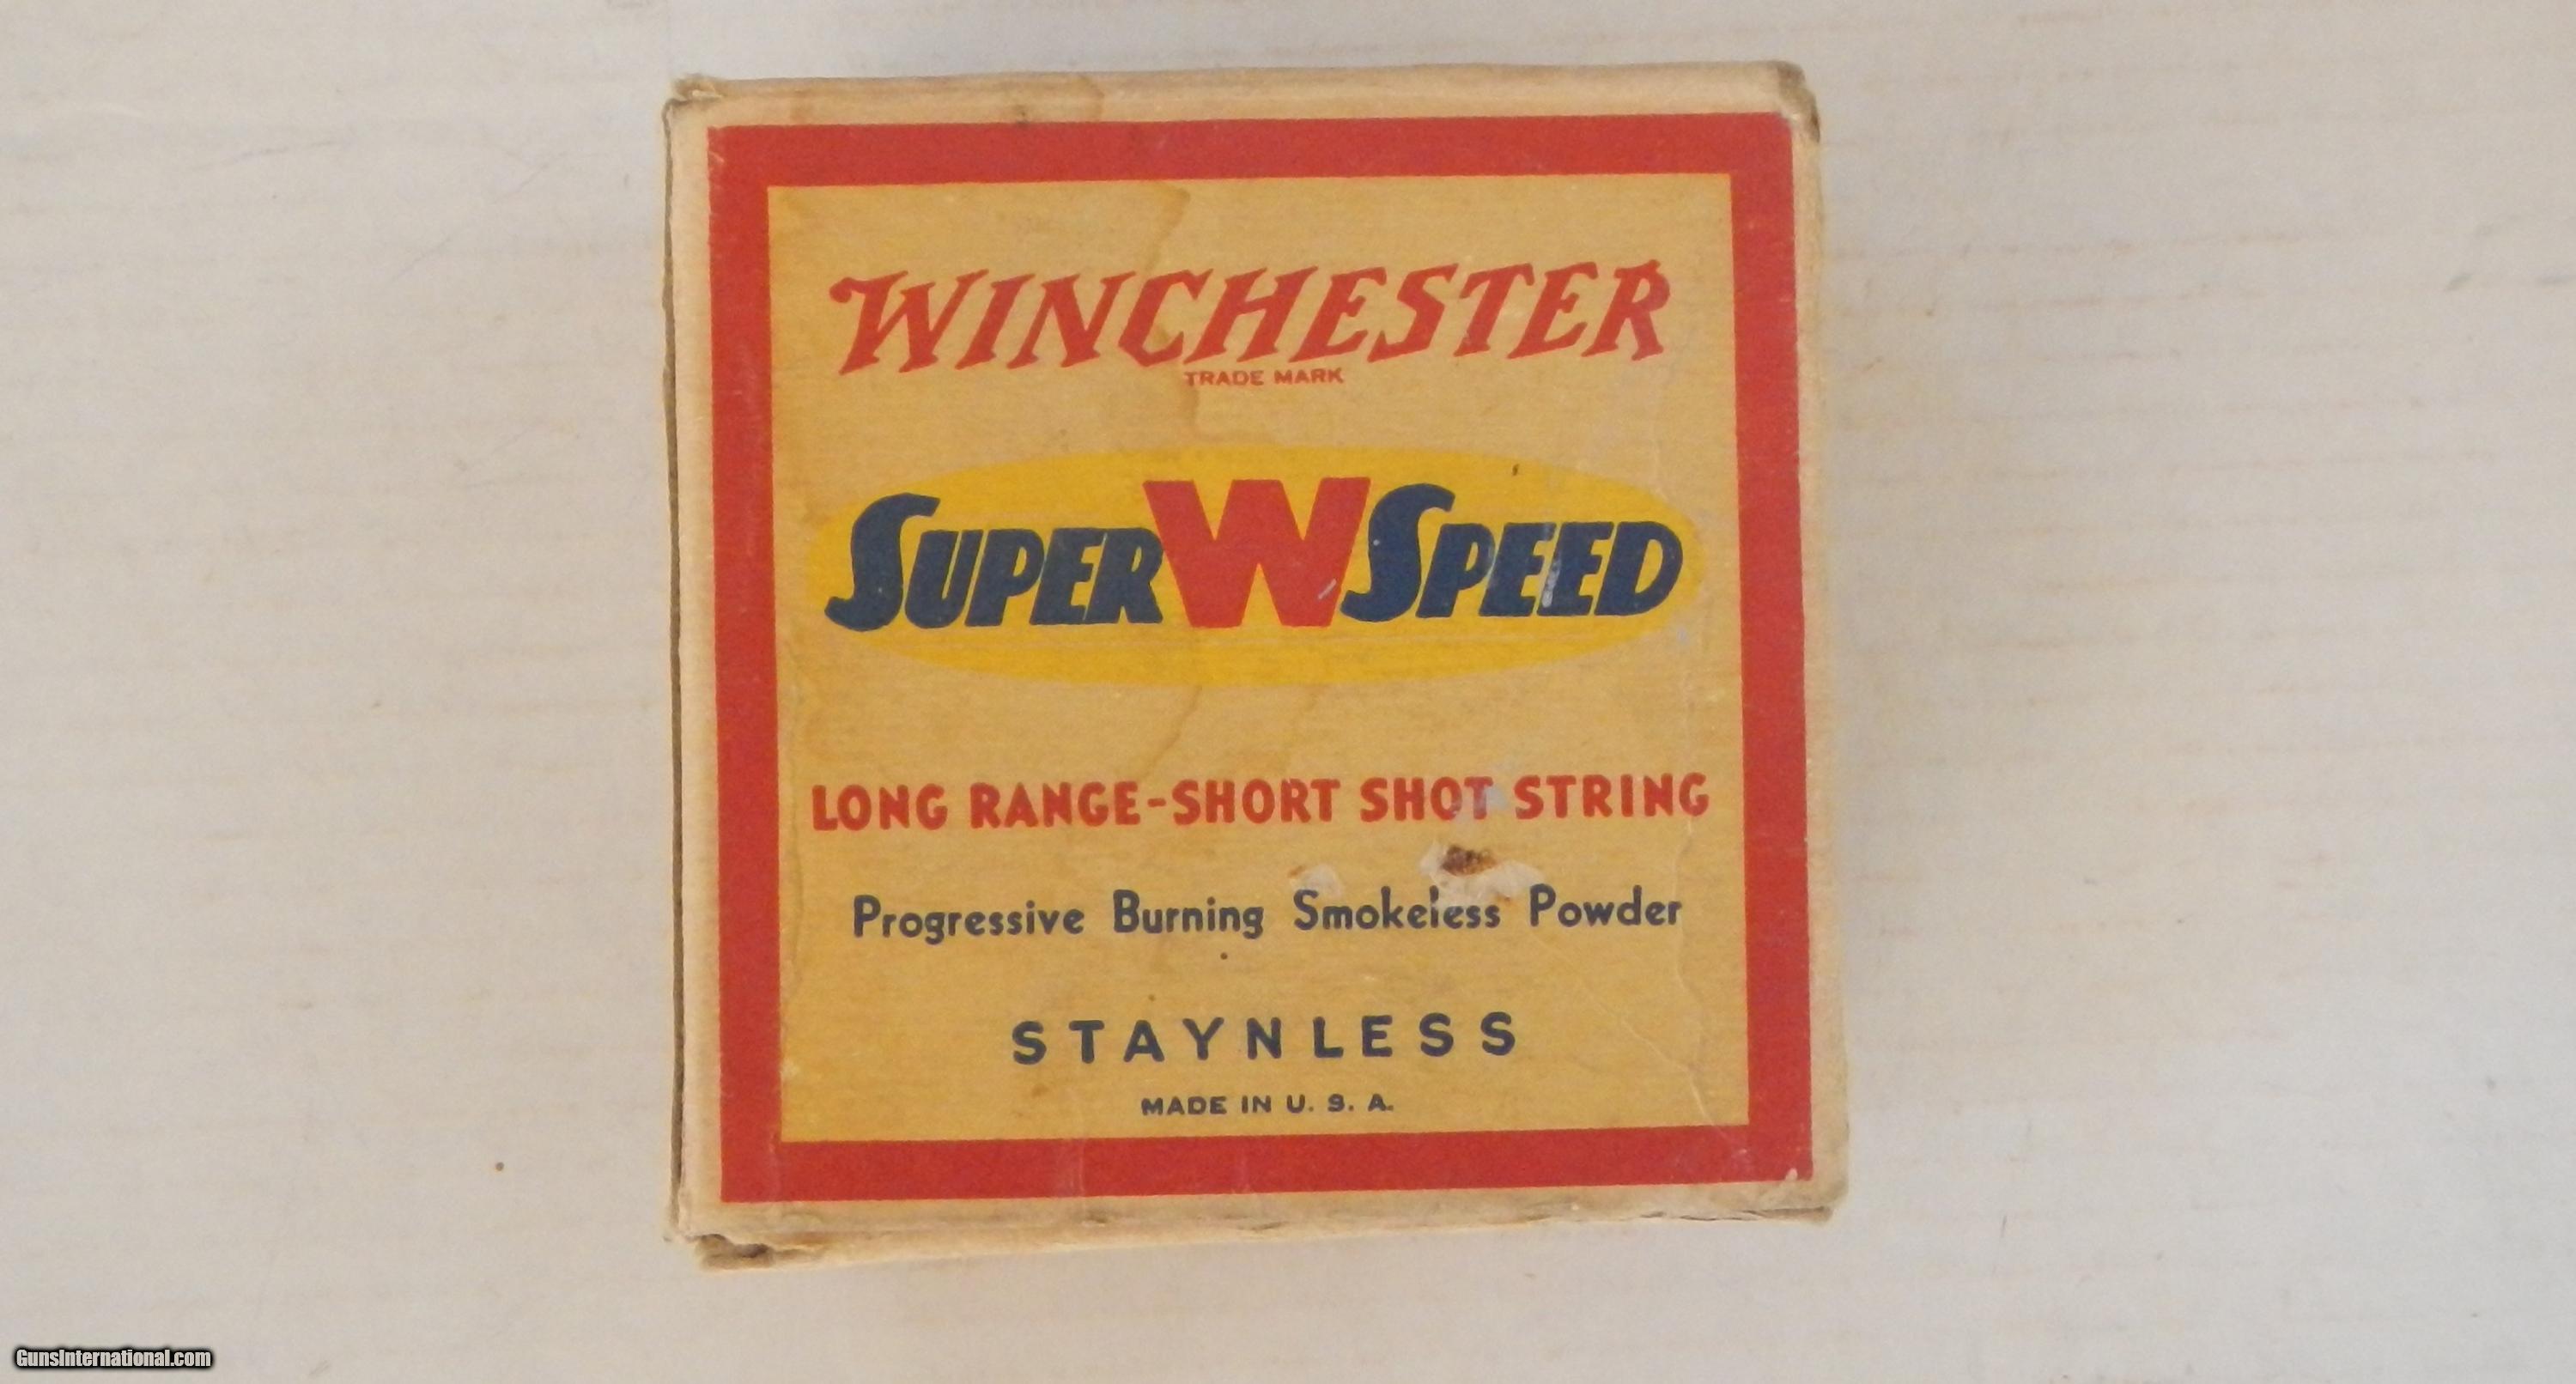 WINCHESTER
TRADE MARK
SUPER W SPEED
LONG RANGE-SHORT SHOT STRING
Progressive Burning Smokeless Powder
STAYNLESS
MADE IN U. S. A.
GunsInternational.com